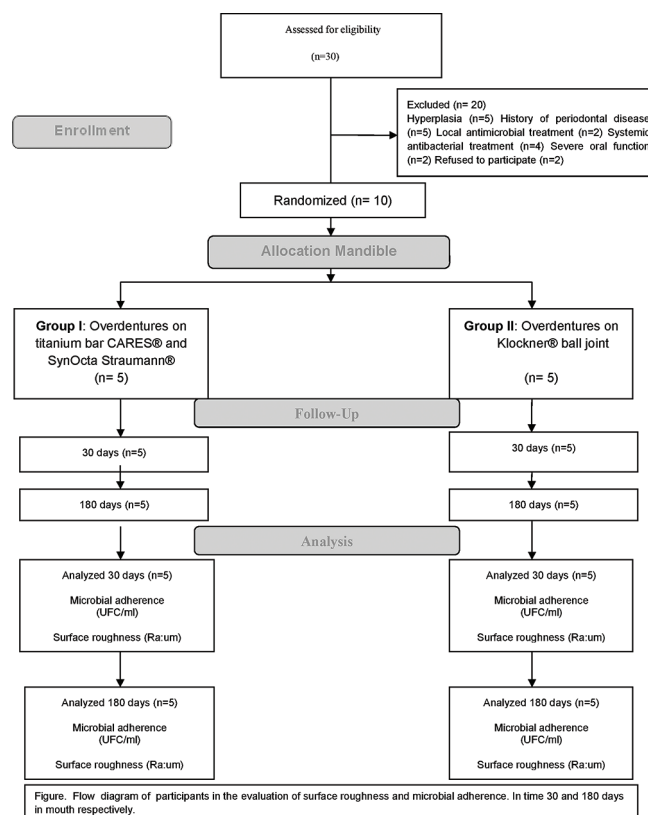 Assessed for eligibility
(n=30)
Excluded (n= 20)
Hyperplasia (n=5) History of periodontal disease
(n=5) Local antimicrobial treatment (n=2) Systemic
antibacterial treatment (n=4) Severe oral function
(n=2) Refused to participate (n=2)
Enrollment
Randomized (n= 10)
Allocation Mandible
Group I: Overdentures on
titanium bar CARES® and
SynOcta Straumann®
(n= 5)
Group II: Overdentures on
Klockner® ball joint
(n= 5)
Follow-Up
30 days (n=5)
30 days (n=5)
180 days (n=5)
180 days (n=5)
Analysis
Analyzed 30 days (n=5)
Microbial adherence
(UFC/ml)
Surface roughness (Ra:um)
Analyzed 30 days (n=5)
Microbial adherence
(UFC/ml)
Surface roughness (Ra:um)
Analyzed 180 days (n=5)
Microbial adherence
(UFC/ml)
Surface roughness (Ra:um)
Analyzed 180 days (n=5)
Microbial adherence
(UFC/ml)
Surface roughness (Ra:um)
Figure. Flow diagram of participants in the evaluation of surface roughness and microbial adherence. In time 30 and 180 days
in mouth respectively.